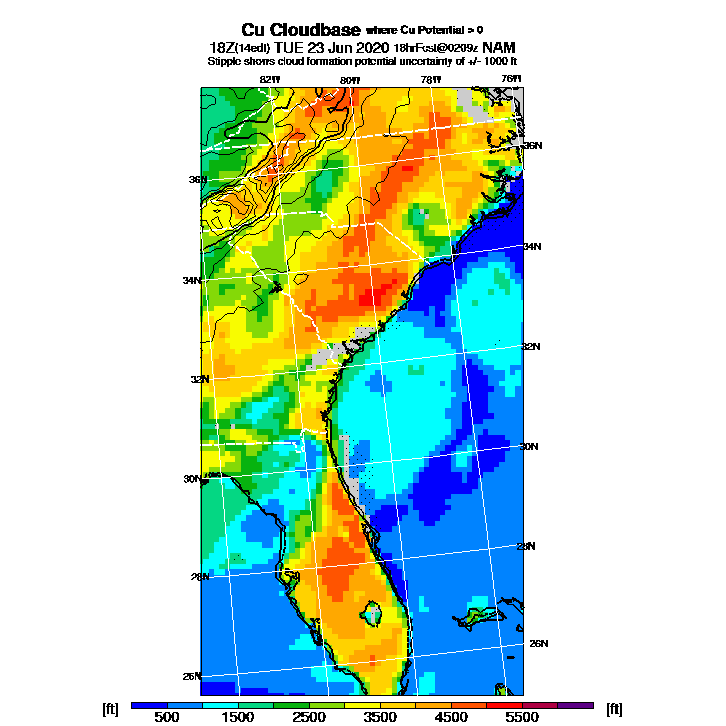 Cu Cloudbase where Cu Potential > 0
18Z(14edt) TUE 23 Jun 2020 18hrFcst@0209z NAM
Stipple shows cloud formation potential uncertainty of +/- 1000 ft
82W 80W 78W 76W
36N
36N
34N
34N
32N
32N
30N
30N
28N
28N
26N
26N
[ft] 500 1500 2500 3500 4500 5500 [ft]